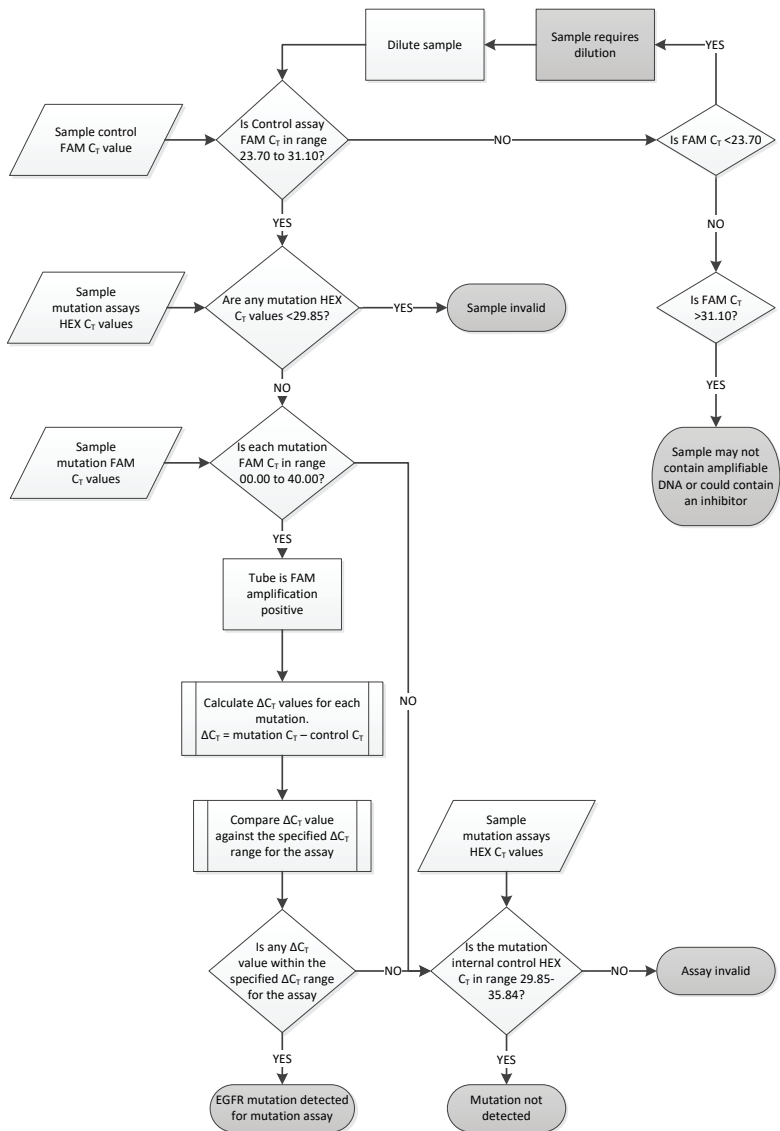 Dilute sample
Sample requires
dilution
YES
Sample control
FAM CT value
Is Control assay
FAM CT in range
23.70 to 31.10?
NO
Is FAM CT <23.70
YES
NO
Sample
mutation assays
HEX CT values
Are any mutation HEX
CT values <29.85?
YES
Sample invalid
Is FAM CT
>31.10?
NO
YES
Sample
mutation FAM
CT values
Is each mutation
FAM CT in range
00.00 to 40.00?
Sample may not
contain amplifiable
DNA or could contain
an inhibitor
YES
Tube is FAM
amplification
positive
Calculate ΔCT values for each
mutation.
ΔCT = mutation CT – control CT
NO
Compare ΔCT value
against the specified ΔCT
range for the assay
Sample
mutation assays
HEX CT values
Is any ΔCT
value within the
specified ΔCT range
for the assay
NO
Is the mutation
internal control HEX
CT in range 29.85-
35.84?
NO
Assay invalid
YES
YES
EGFR mutation detected
for mutation assay
Mutation not
detected